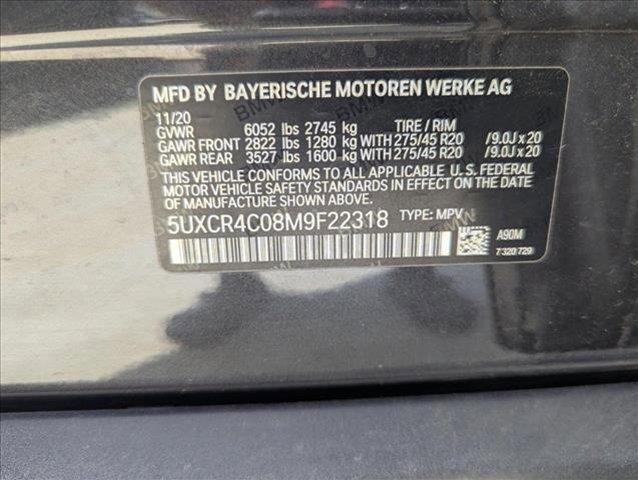 MFD BY BAYERISCHE MOTOREN WERKE AG
11/20
GVWR 6052 lbs 2745 kg TIRE / RIM
GAWR FRONT 2822 lbs 1280 kg WITH 275/45 R20 /9.0J x 20
GAWR REAR 3527 lbs 1600 kg WITH 275/45 R20 /9.0J x 20
THIS VEHICLE CONFORMS TO ALL APPLICABLE U. S. FEDERAL
MOTOR VEHICLE SAFETY STANDARDS IN EFFECT ON THE DATE
OF MANUFACTURE SHOWN ABOVE.
5UXCR4C08M9F22318 TYPE: MPV
A90M
7 320 729